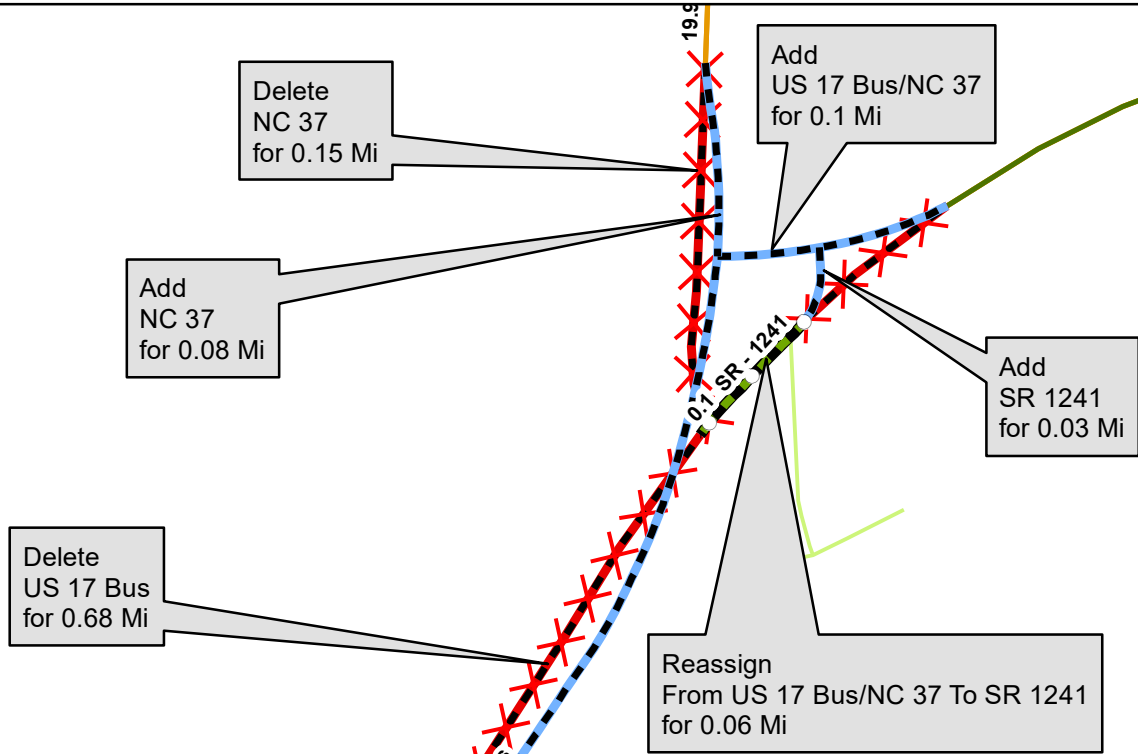 19.9
Add
US 17 Bus/NC 37
for 0.1 Mi
Delete
NC 37
for 0.15 Mi
Add
NC 37
for 0.08 Mi
0.1 SR - 1241
Add
SR 1241
for 0.03 Mi
Delete
US 17 Bus
for 0.68 Mi
Reassign
From US 17 Bus/NC 37 To SR 1241
for 0.06 Mi